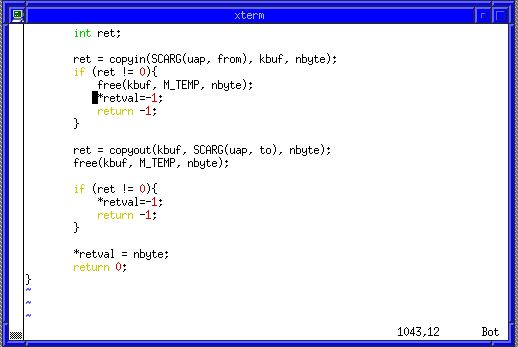 xterm
int ret;
ret = copyin(SCARG(uap, from), kbuf, nbyte);
if (ret != 0){
free(kbuf, M_TEMP, nbyte);
*retval=-1;
return -1;
}
ret = copyout(kbuf, SCARG(uap, to), nbyte);
free(kbuf, M_TEMP, nbyte);
if (ret != 0){
*retval=-1;
return -1;
}
*retval = nbyte;
return 0;
}
~
~
~
1043,12 Bot